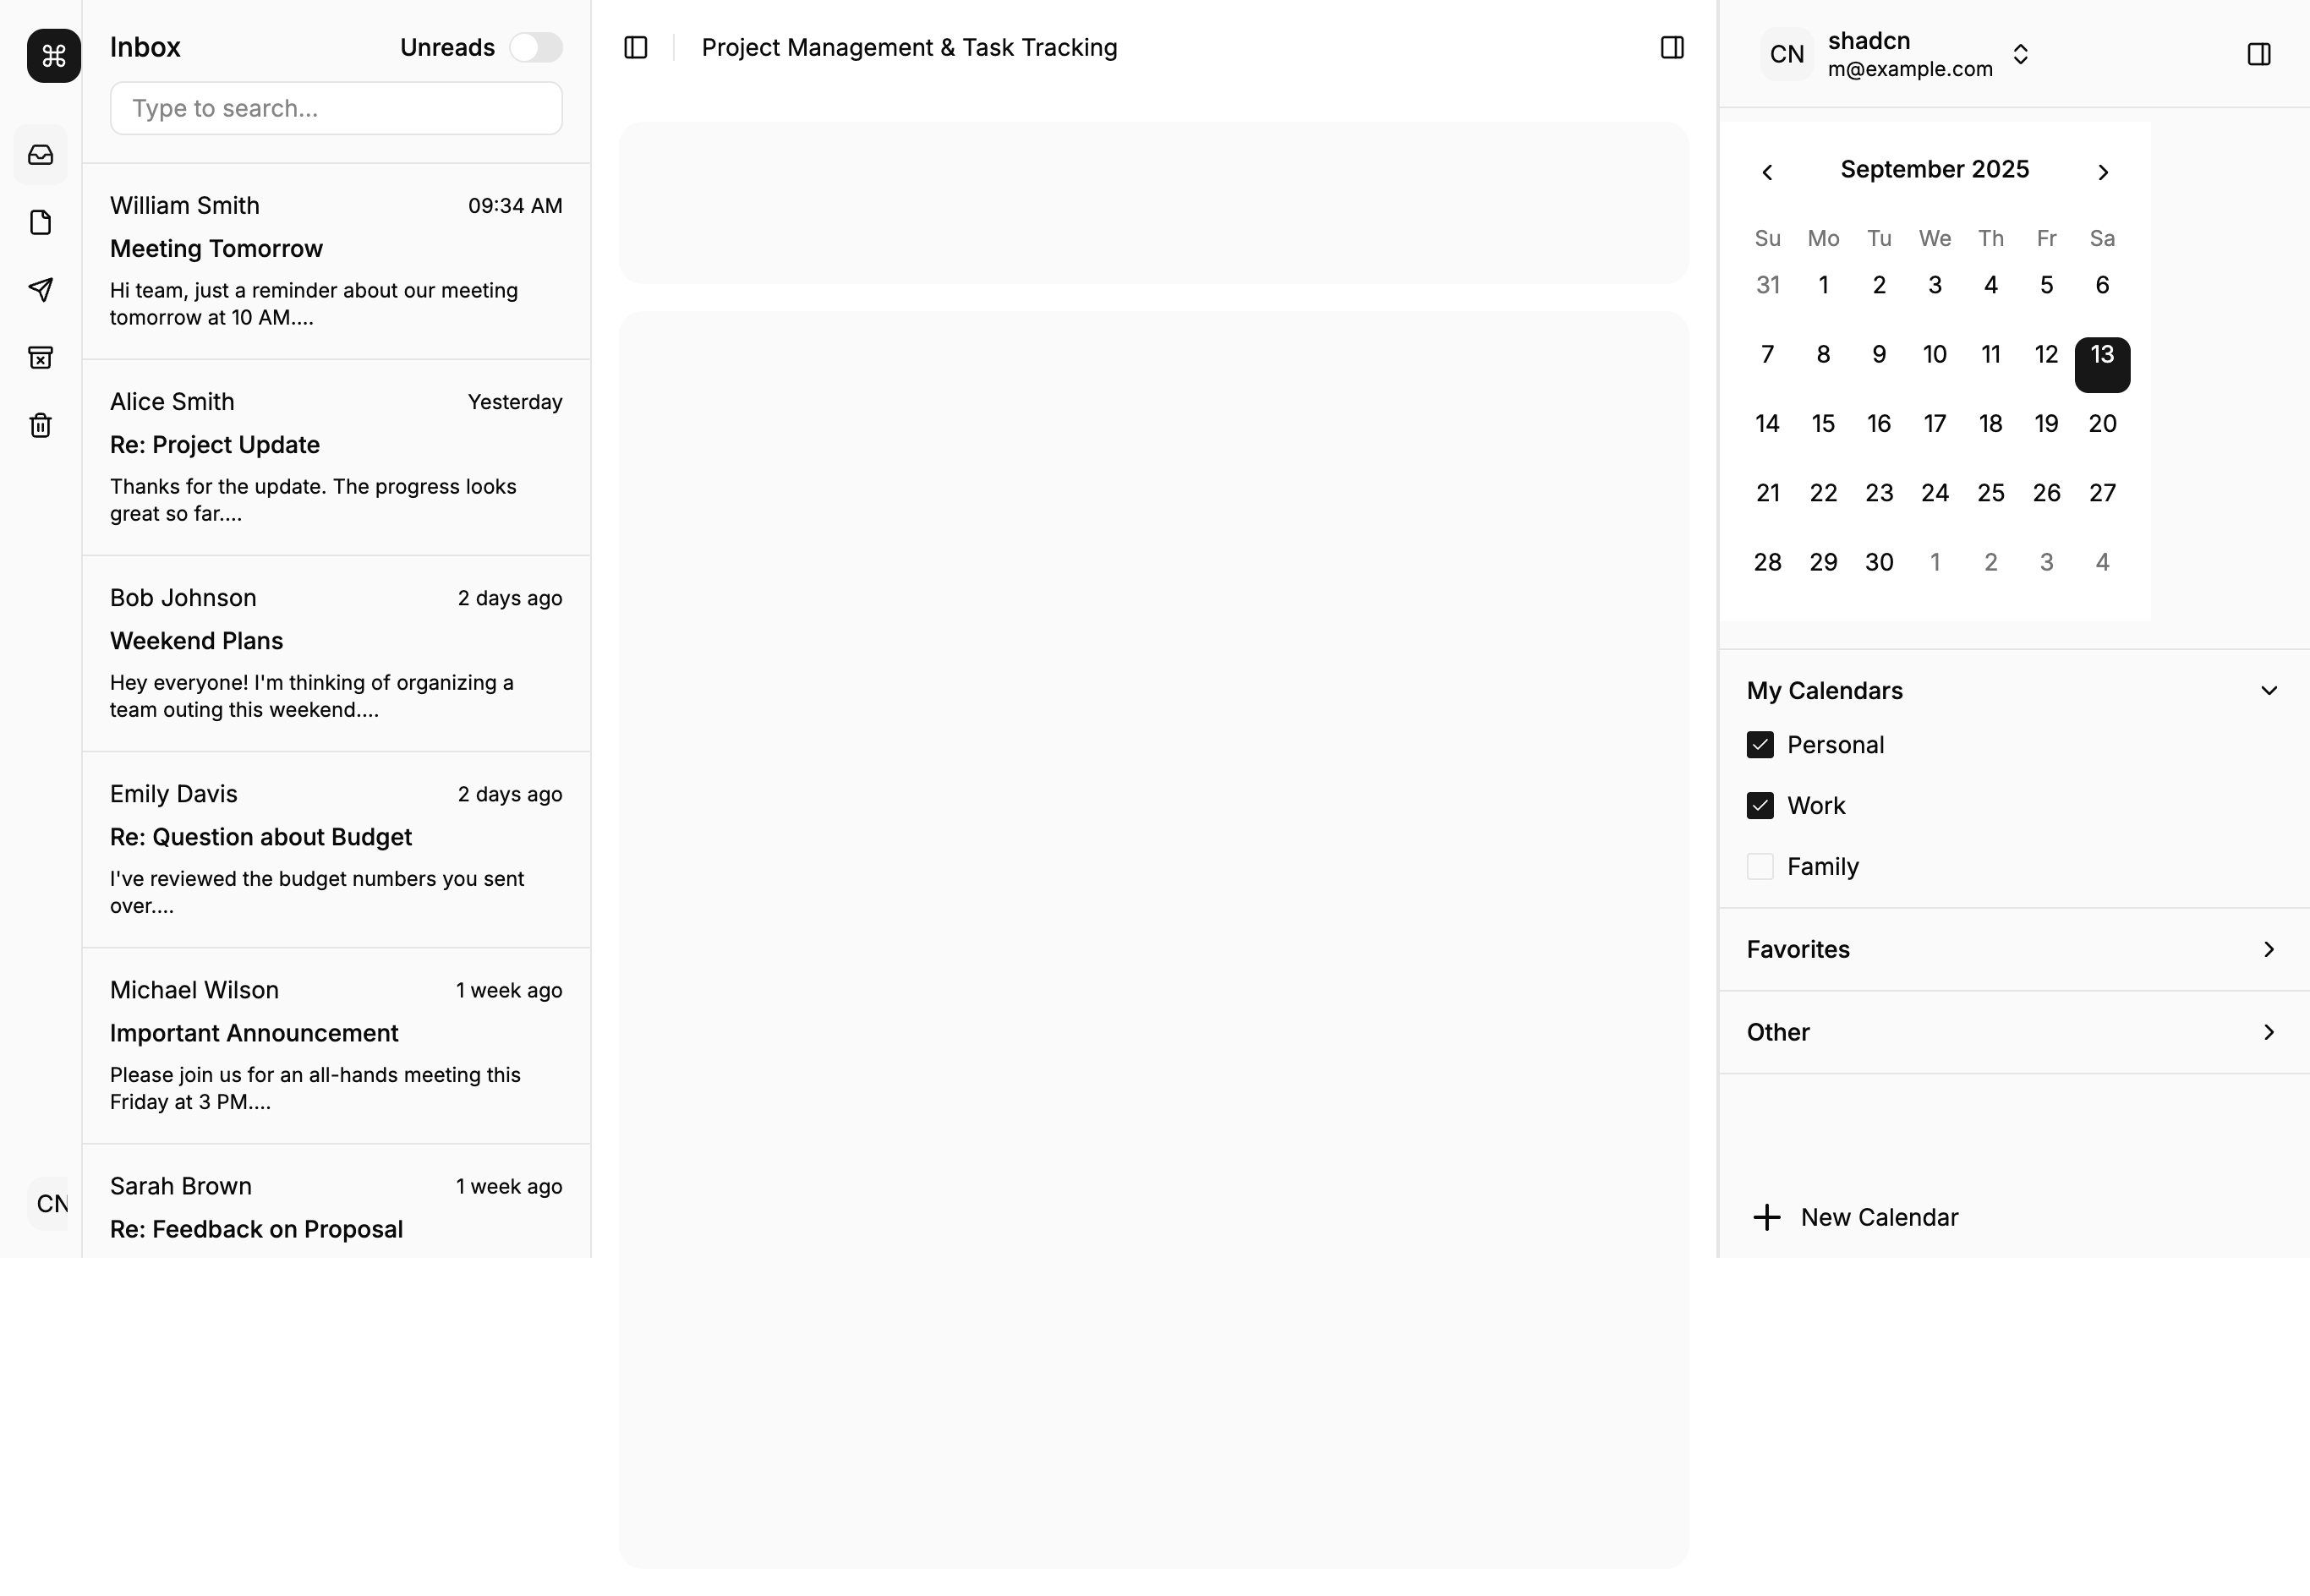 Inbox
Unreads
Type to search...
William Smith
09:34 AM
Meeting Tomorrow
Hi team, just a reminder about our meeting
tomorrow at 10 AM....
Alice Smith
Yesterday
Re: Project Update
Thanks for the update. The progress looks
great so far....
Bob Johnson
2 days ago
Weekend Plans
Hey everyone! I'm thinking of organizing a
team outing this weekend....
Emily Davis
2 days ago
Re: Question about Budget
I've reviewed the budget numbers you sent
over....
Michael Wilson
1 week ago
Important Announcement
Please join us for an all-hands meeting this
Friday at 3 PM....
Sarah Brown
1 week ago
Re: Feedback on Proposal
CN
Project Management & Task Tracking
CN
shadcn
m@example.com
September 2025
Su Mo Tu We Th Fr Sa
31 1 2 3 4 5 6
7 8 9 10 11 12 13
14 15 16 17 18 19 20
21 22 23 24 25 26 27
28 29 30 1 2 3 4
My Calendars
Personal
Work
Family
Favorites
Other
New Calendar